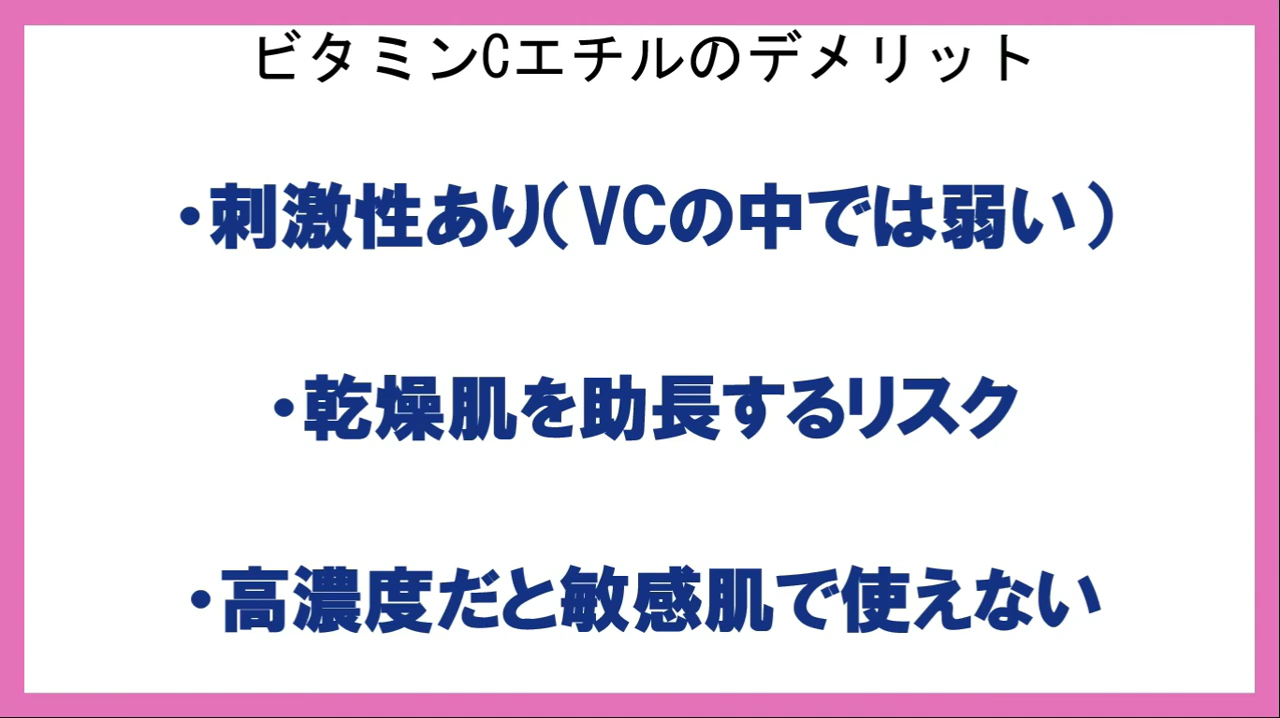 ビタミンCエチルのデメリット
・刺激性あり（VCの中では弱い）
・乾燥肌を助長するリスク
・高濃度だと敏感肌で使えない